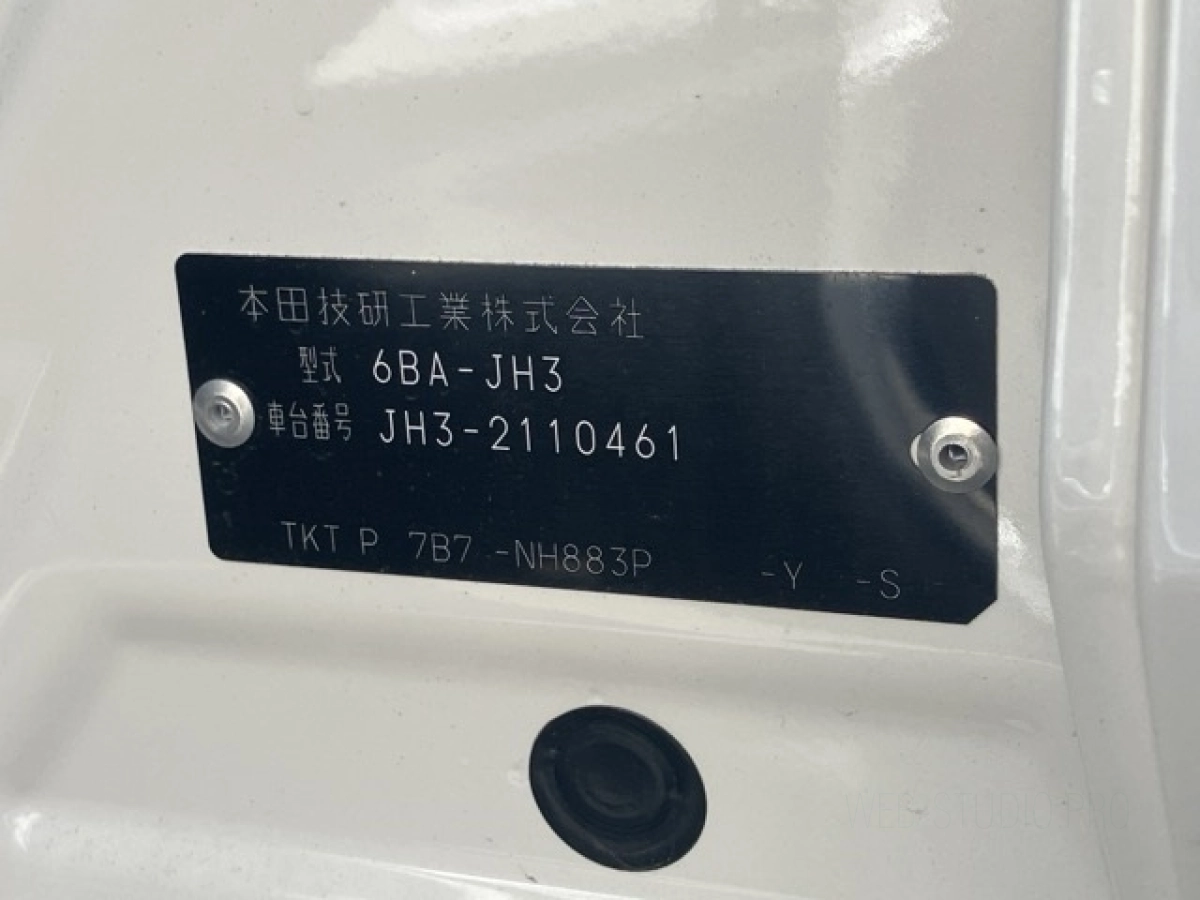 本田技研工業株式会社
型式 6BA-JH3
車台番号 JH3-2110461
TKT P 7B7 -NH883P -Y -S